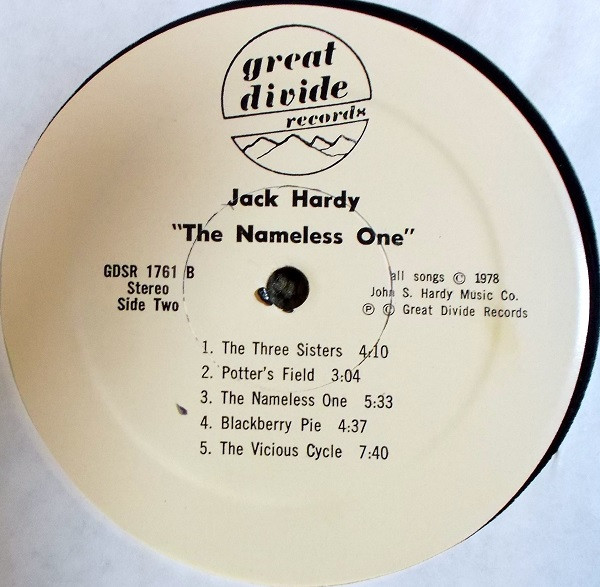 great
divide
records
Jack Hardy
"The Nameless One"
GDSR 1761 B
Stereo
Side Two
all songs © 1978
John S. Hardy Music Co.
℗ © Great Divide Records
1. The Three Sisters 4:10
2. Potter's Field 3:04
3. The Nameless One 5:33
4. Blackberry Pie 4:37
5. The Vicious Cycle 7:40